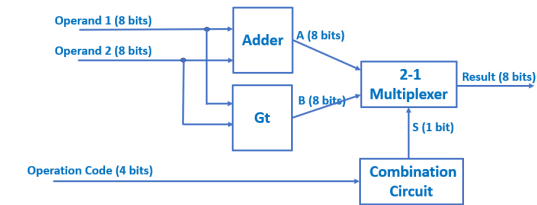 Operand 1 (8 bits)
Operand 2 (8 bits)
Adder
A (8 bits)
2-1
Multiplexer
Result (8 bits)
Gt
B (8 bits)
S (1 bit)
Operation Code (4 bits)
Combination
Circuit